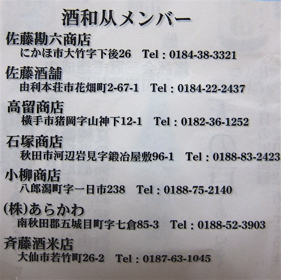 酒和从メンバー
佐藤勘六商店
にかほ市大竹字下後26 Tel：0184-38-3321
佐藤酒舗
由利本荘市花畑町2-67-1 Tel：0184-22-2437
高留商店
横手市猪岡字山神下12-1 Tel：0182-36-1252
石塚商店
秋田市河辺岩見字鍛冶屋敷96-1 Tel：0188-83-2423
小柳商店
八郎潟町字一日市238 Tel：0188-75-2140
(株)あらかわ
南秋田郡五城目町字七倉85-3 Tel：0188-52-3903
斉藤酒米店
大仙市若竹町26-2 Tel：0187-63-1045